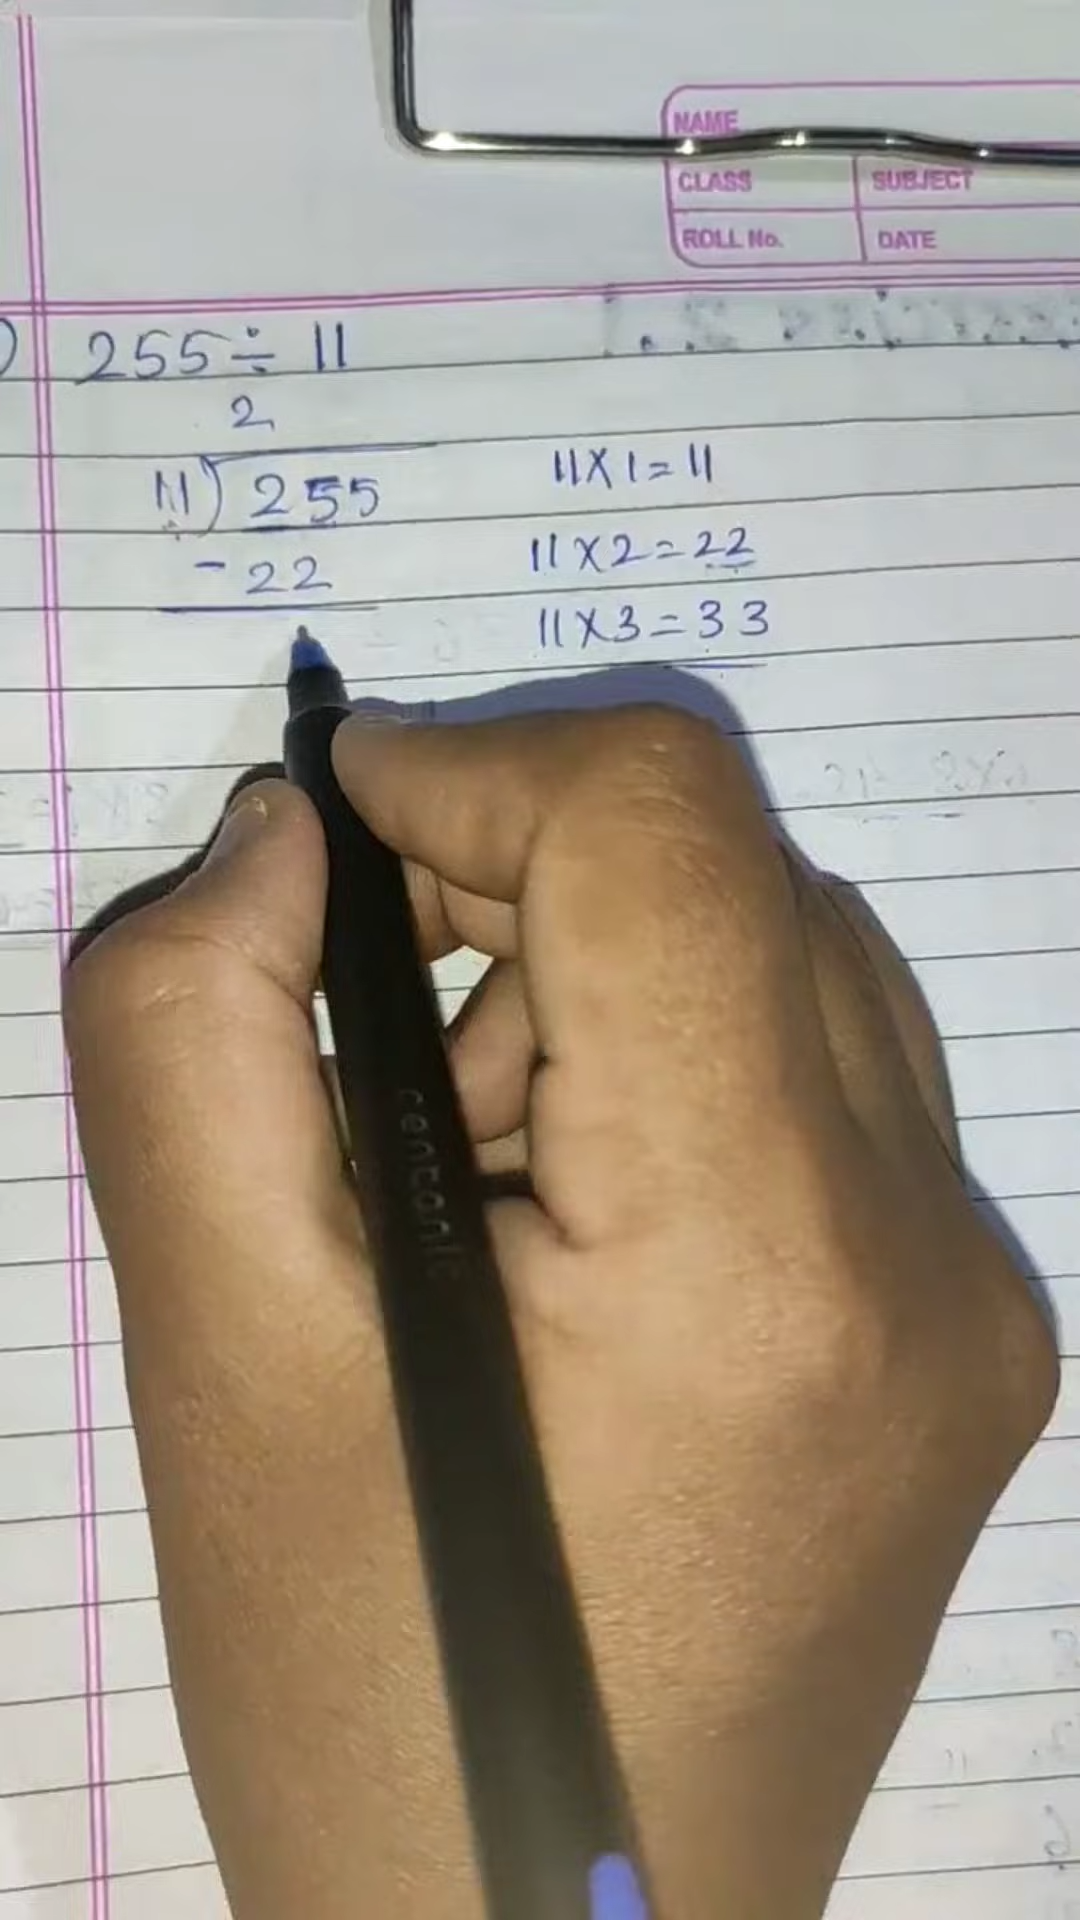 NAME
CLASS SUBJECT
ROLL No. DATE
) 255 ÷ 11
2
11) 255 11 X 1 = 11
- 22 11 X 2 = 22
11 X 3 = 33